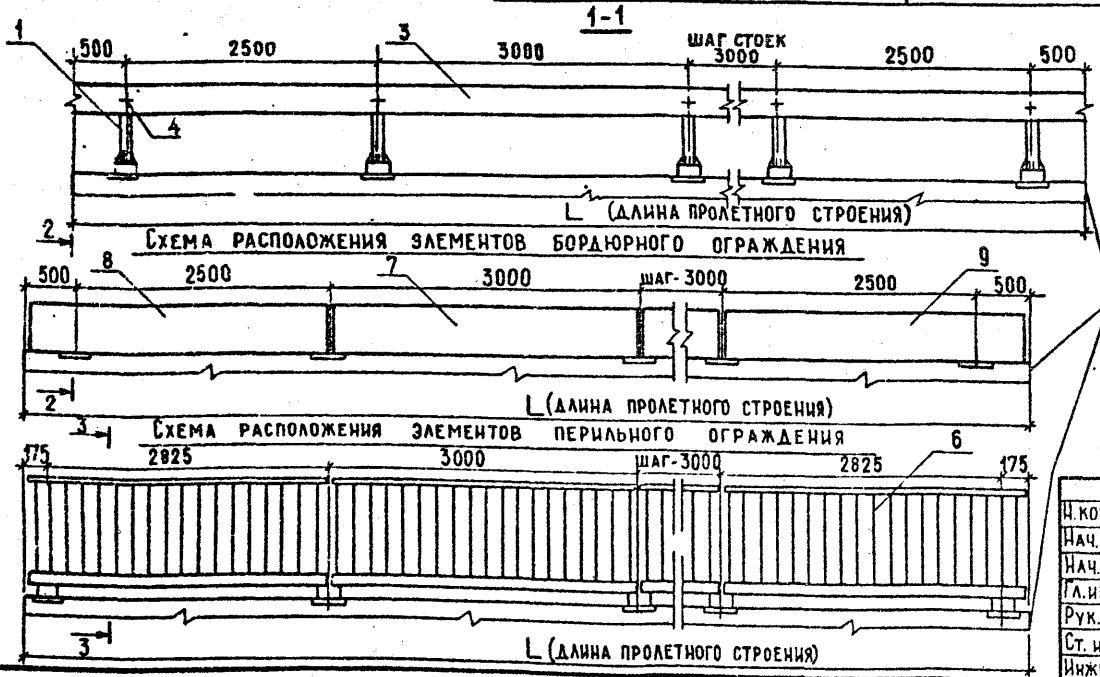 1-1
1
3
500
2500
3000
ШАГ СТОЕК
3000
2500
500
4
L (ДЛИНА ПРОЛЕТНОГО СТРОЕНИЯ)
2
СХЕМА РАСПОЛОЖЕНИЯ ЭЛЕМЕНТОВ БОРДЮРНОГО ОГРАЖДЕНИЯ
8
7
9
500
2500
3000
ШАГ-3000
2500
500
2
L (ДЛИНА ПРОЛЕТНОГО СТРОЕНИЯ)
3
СХЕМА РАСПОЛОЖЕНИЯ ЭЛЕМЕНТОВ ПЕРИЛЬНОГО ОГРАЖДЕНИЯ
6
175
2825
3000
ШАГ-3000
2825
175
3
L (ДЛИНА ПРОЛЕТНОГО СТРОЕНИЯ)
Н.КО
НАЧ.
НАЧ.
ГЛ.И
РУК.
СТ. И
ИНЖ